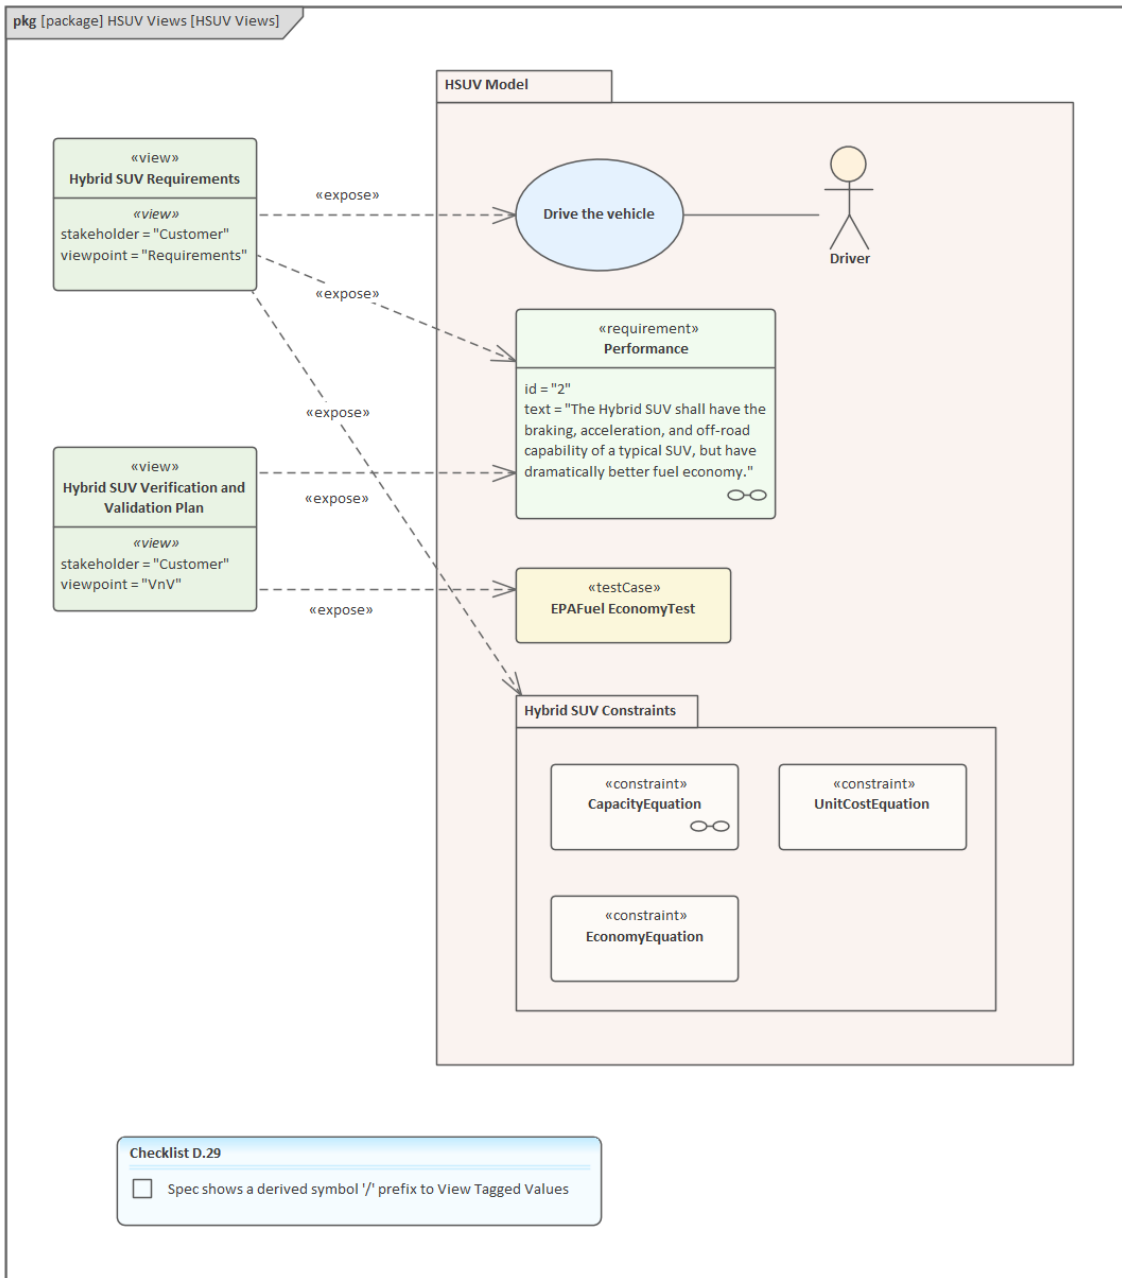 pkg [package] HSUV Views [HSUV Views]
HSUV Model
«view»
Hybrid SUV Requirements
«view»
stakeholder = "Customer"
viewpoint = "Requirements"
«expose»
Drive the vehicle
Driver
«expose»
«requirement»
Performance
id = "2"
text = "The Hybrid SUV shall have the
braking, acceleration, and off-road
capability of a typical SUV, but have
dramatically better fuel economy."
«expose»
«view»
Hybrid SUV Verification and
Validation Plan
«view»
stakeholder = "Customer"
viewpoint = "VnV"
«expose»
«expose»
«testCase»
EPAFuel EconomyTest
Hybrid SUV Constraints
«constraint»
CapacityEquation
«constraint»
UnitCostEquation
«constraint»
EconomyEquation
Checklist D.29
Spec shows a derived symbol '/' prefix to View Tagged Values